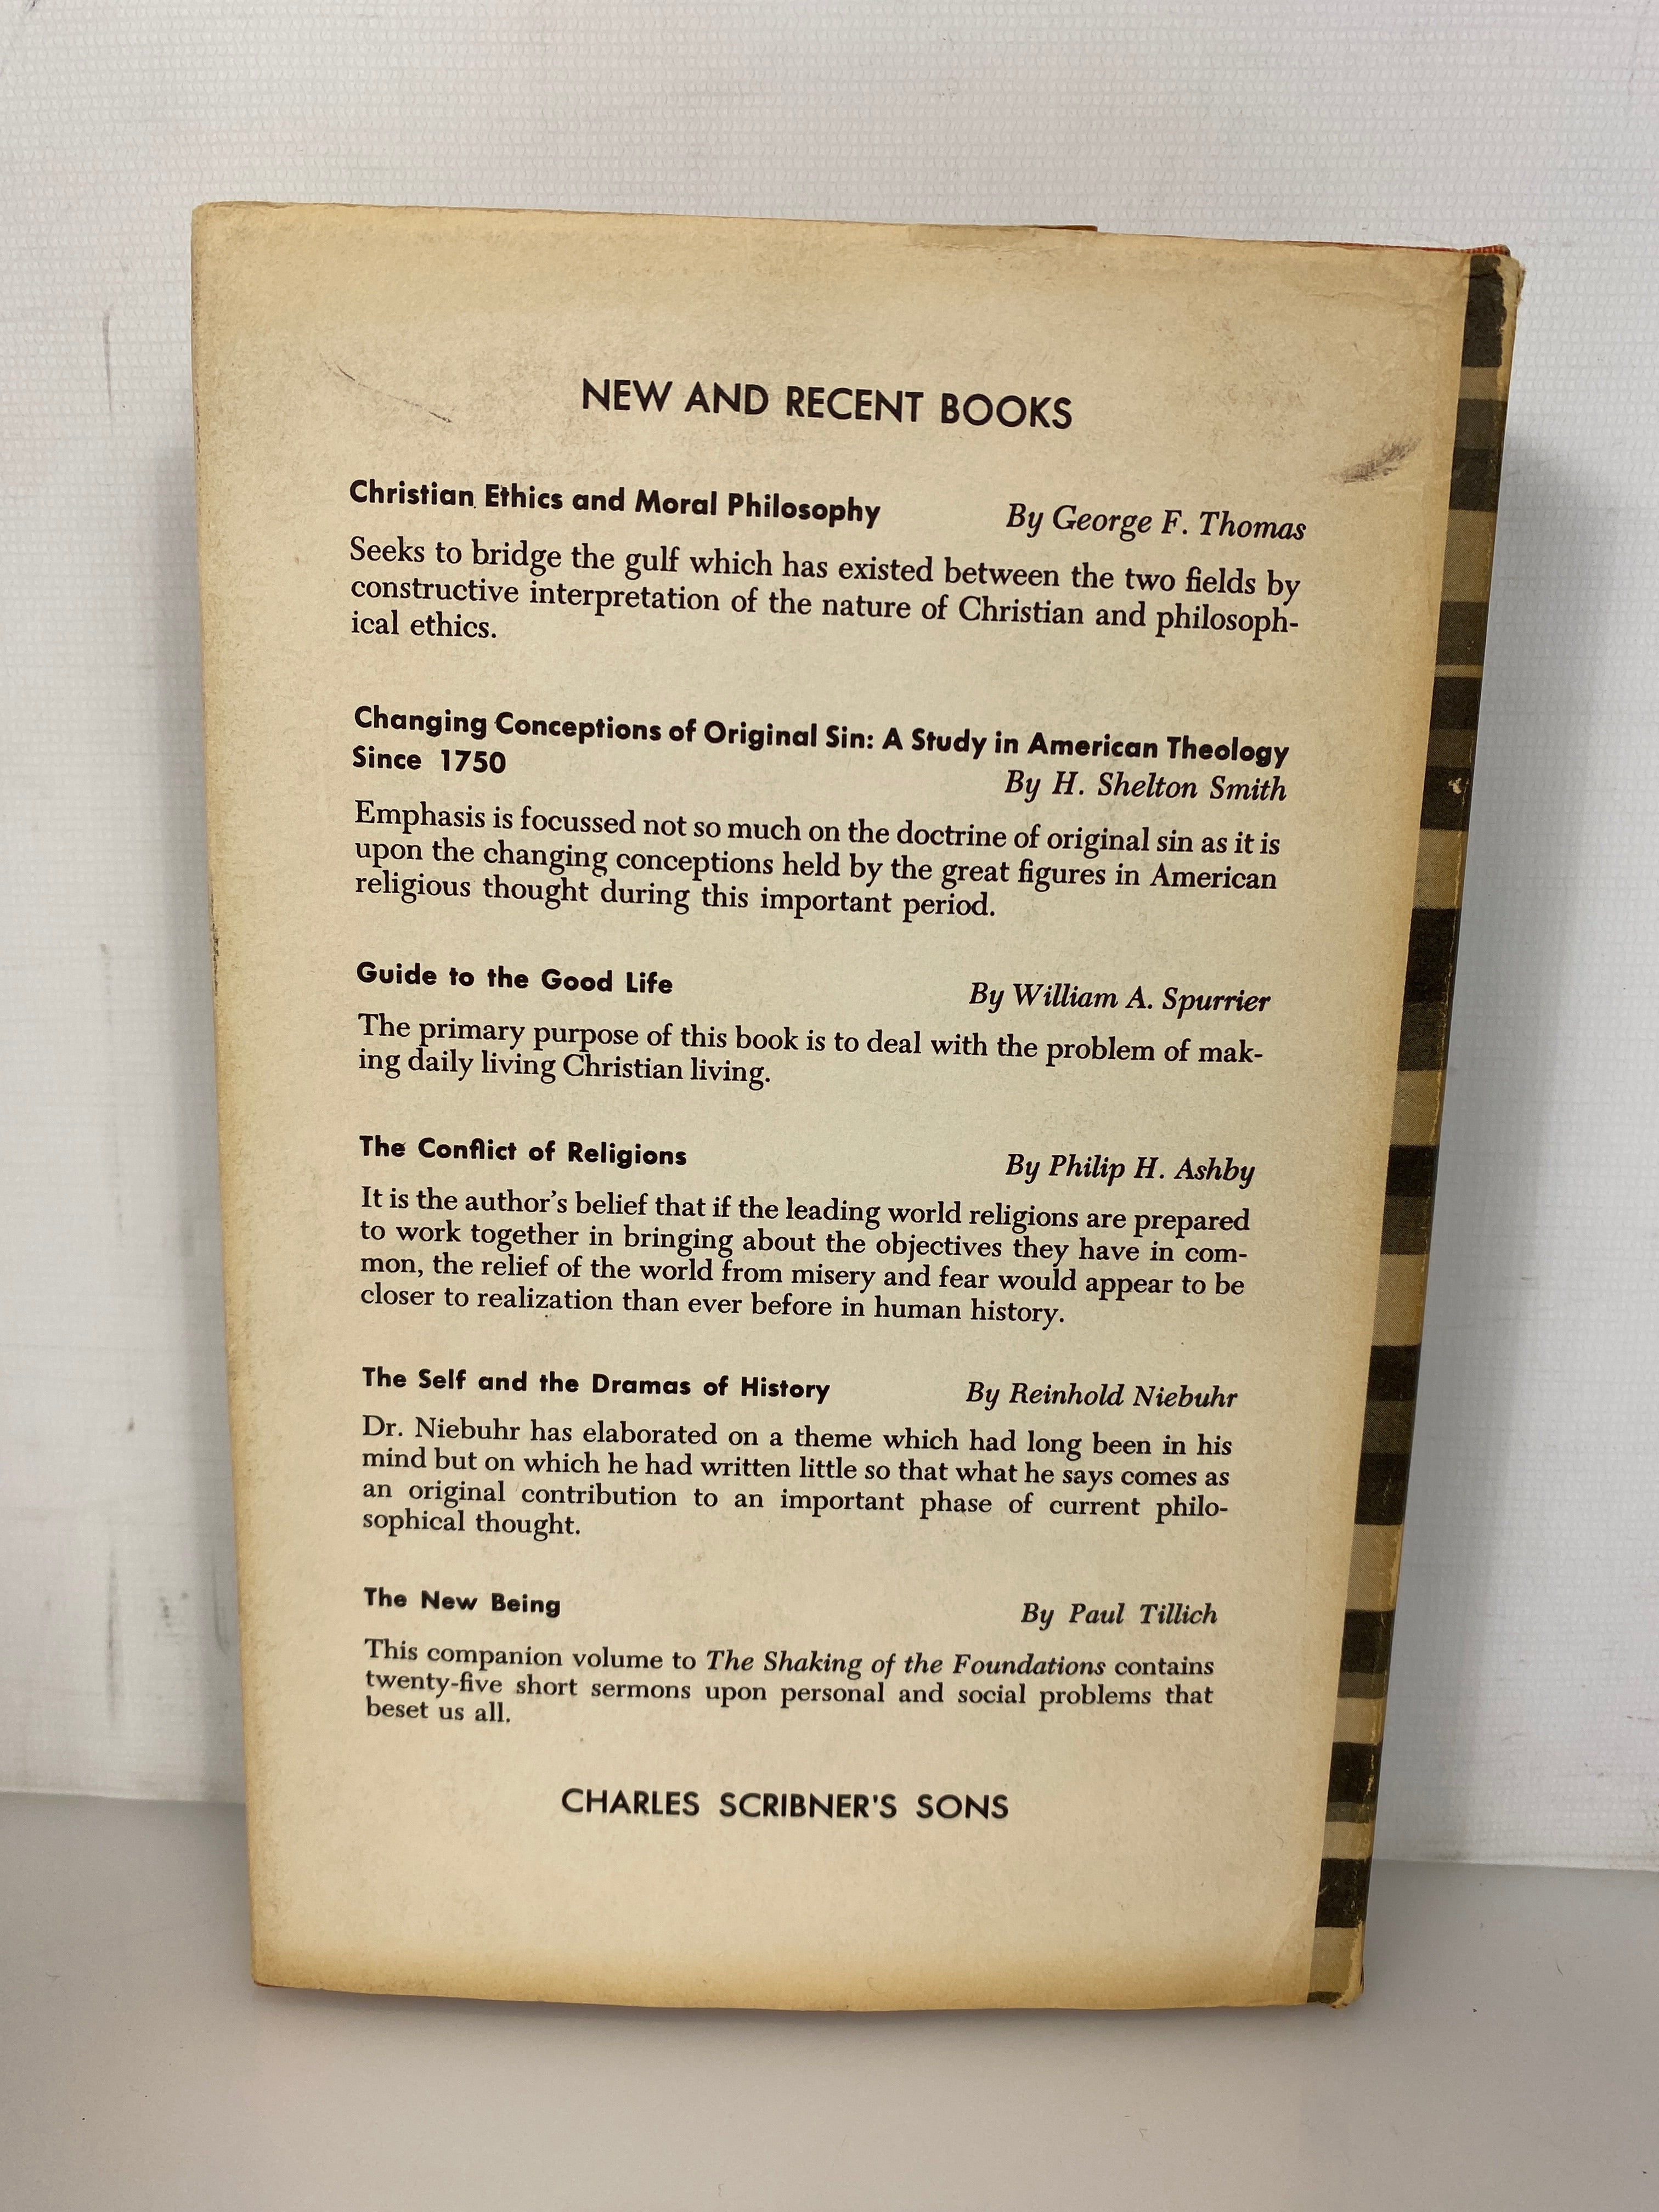 NEW AND RECENT BOOKS
Christian Ethics and Moral Philosophy By George F. Thomas
Seeks to bridge the gulf which has existed between the two fields by
constructive interpretation of the nature of Christian and philosoph-
ical ethics.
Changing Conceptions of Original Sin: A Study in American Theology
Since 1750 By H. Shelton Smith
Emphasis is focussed not so much on the doctrine of original sin as it is
upon the changing conceptions held by the great figures in American
religious thought during this important period.
Guide to the Good Life By William A. Spurrier
The primary purpose of this book is to deal with the problem of mak-
ing daily living Christian living.
The Conflict of Religions By Philip H. Ashby
It is the author's belief that if the leading world religions are prepared
to work together in bringing about the objectives they have in com-
mon, the relief of the world from misery and fear would appear to be
closer to realization than ever before in human history.
The Self and the Dramas of History By Reinhold Niebuhr
Dr. Niebuhr has elaborated on a theme which had long been in his
mind but on which he had written little so that what he says comes as
an original contribution to an important phase of current philo-
sophical thought.
The New Being By Paul Tillich
This companion volume to The Shaking of the Foundations contains
twenty-five short sermons upon personal and social problems that
beset us all.
CHARLES SCRIBNER'S SONS